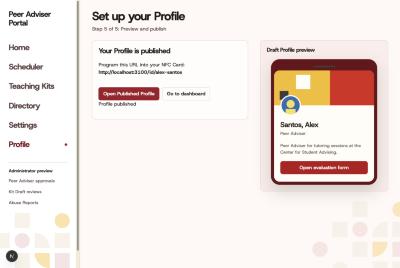 Peer Adviser
Portal
Home
Scheduler
Teaching Kits
Directory
Settings
Profile
Administrator preview
Peer Adviser approvals
Kit Draft reviews
Abuse Reports
N
Set up your Profile
Step 5 of 5: Preview and publish
Your Profile is published
Program this URL into your NFC Card:
http://localhost:3100/id/alex-santos
Open Published Profile
Go to dashboard
Profile published
Draft Profile preview
Santos, Alex
Peer Adviser
Peer Adviser for tutoring sessions at the
Center for Student Advising.
Open evaluation form